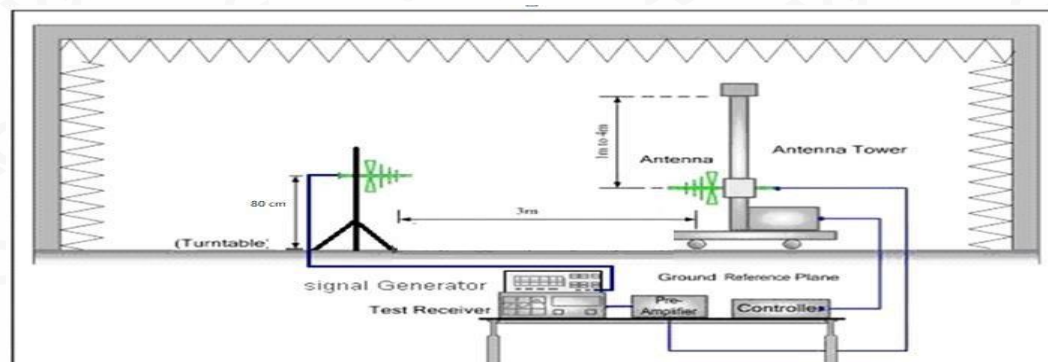 1m to 4m
Antenna
Antenna Tower
80 cm
3m
(Turntable)
Ground Reference Plane
signal Generator
Test Receiver
Pre-
Amplifier
Controller